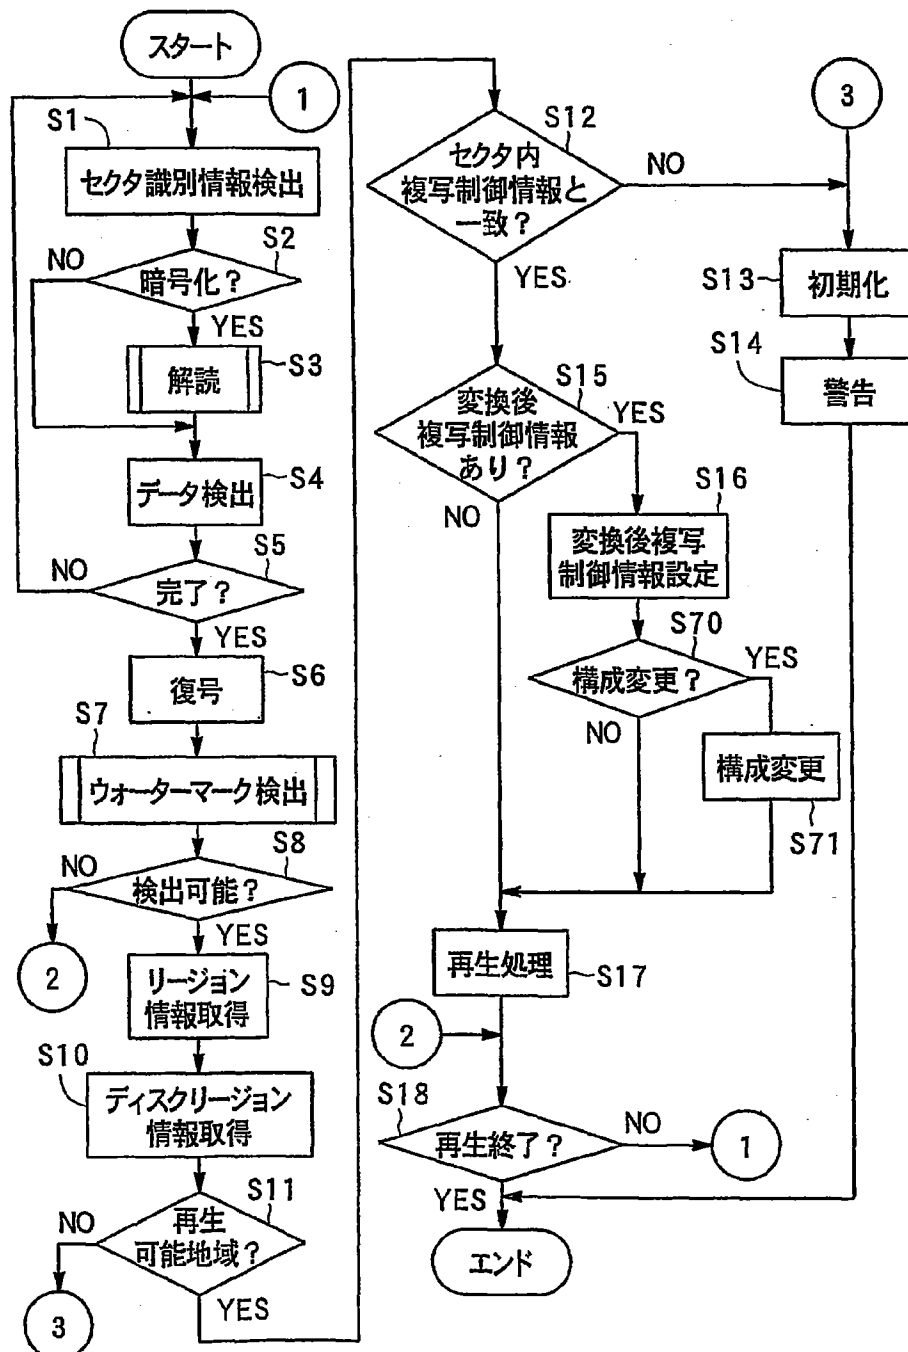 スタート
1
S1
セクタ識別情報検出
S2
NO
暗号化？
YES
S3
解読
S4
データ検出
S5
NO
完了？
YES
S6
復号
S7
ウォーターマーク検出
S8
NO
検出可能？
YES
2
S9
リージョン
情報取得
S10
ディスクリージョン
情報取得
S11
NO
再生
可能地域？
YES
3
S12
セクタ内
複写制御情報と
一致？
NO
YES
3
S13
初期化
S14
警告
S15
変換後
複写制御情報
あり？
YES
NO
S16
変換後複写
制御情報設定
S70
構成変更？
YES
NO
構成変更
S71
再生処理
S17
2
S18
再生終了？
NO
1
YES
エンド